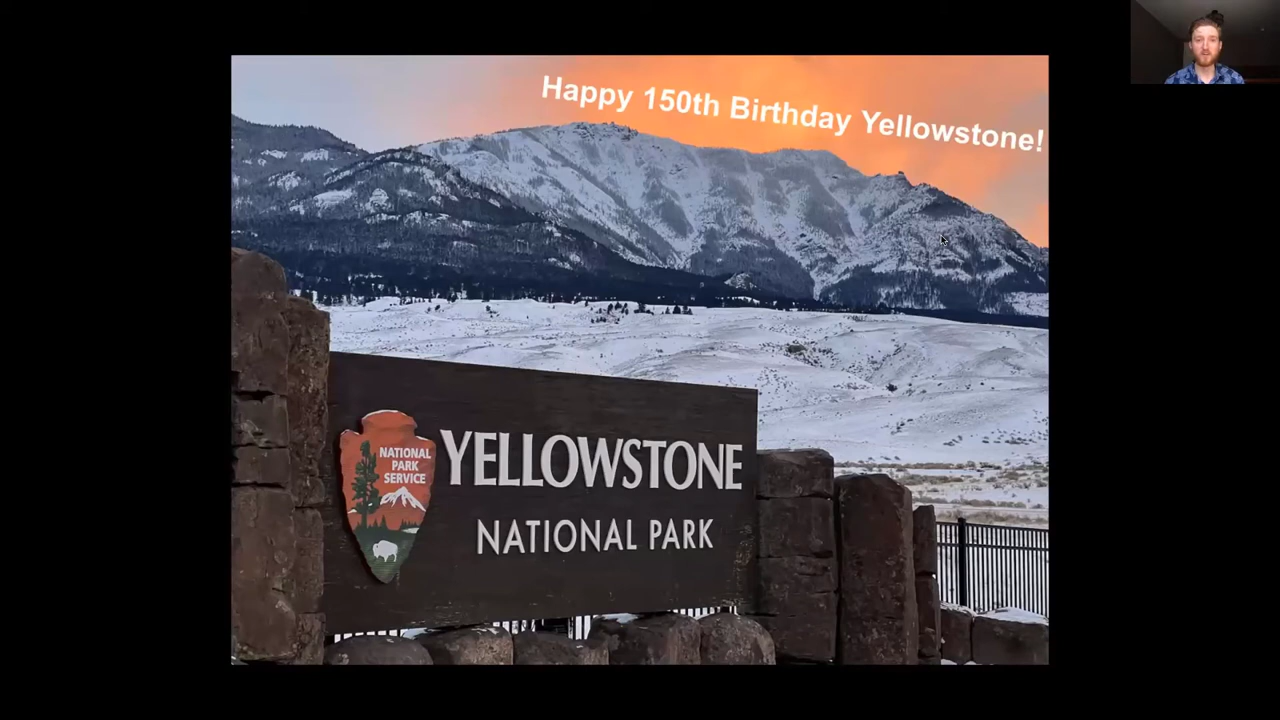 Happy 150th Birthday Yellowstone!
NATIONAL
PARK
SERVICE
YELLOWSTONE
NATIONAL PARK